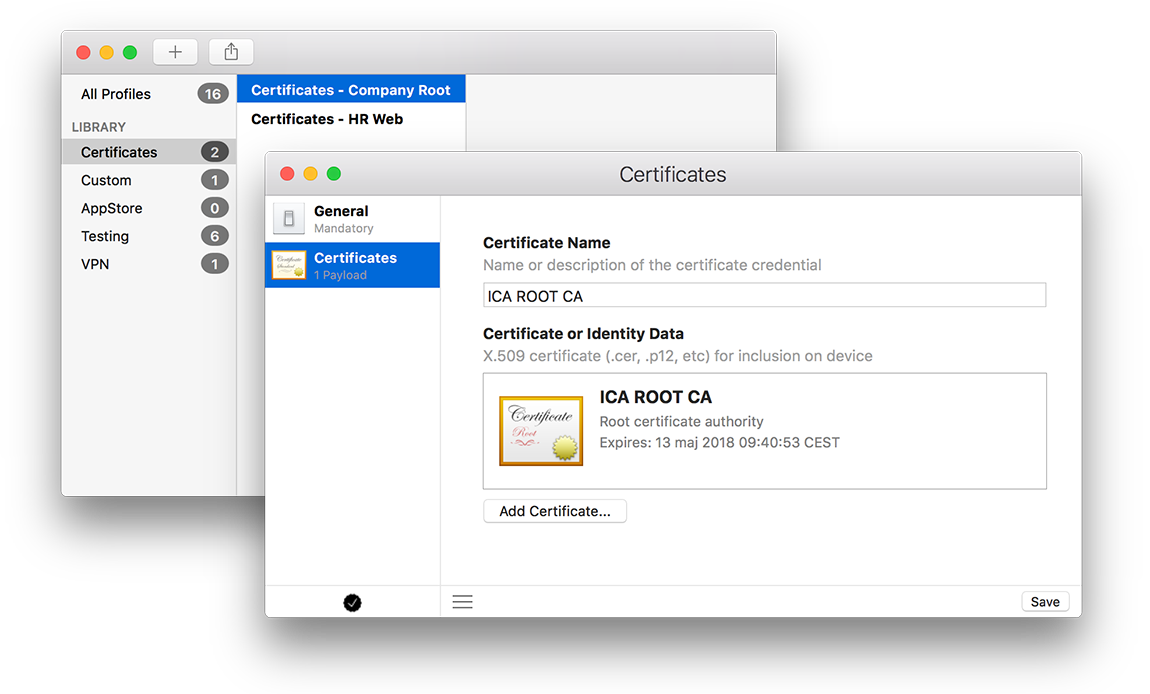 All Profiles 16
LIBRARY
Certificates 2
Custom 1
AppStore 0
Testing 6
VPN 1
Certificates - Company Root
Certificates - HR Web
Certificates
General
Mandatory
Certificates
1 Payload
Certificate Name
Name or description of the certificate credential
ICA ROOT CA
Certificate or Identity Data
X.509 certificate (.cer, .p12, etc) for inclusion on device
Certificate
Root
ICA ROOT CA
Root certificate authority
Expires: 13 maj 2018 09:40:53 CEST
Add Certificate...
Save